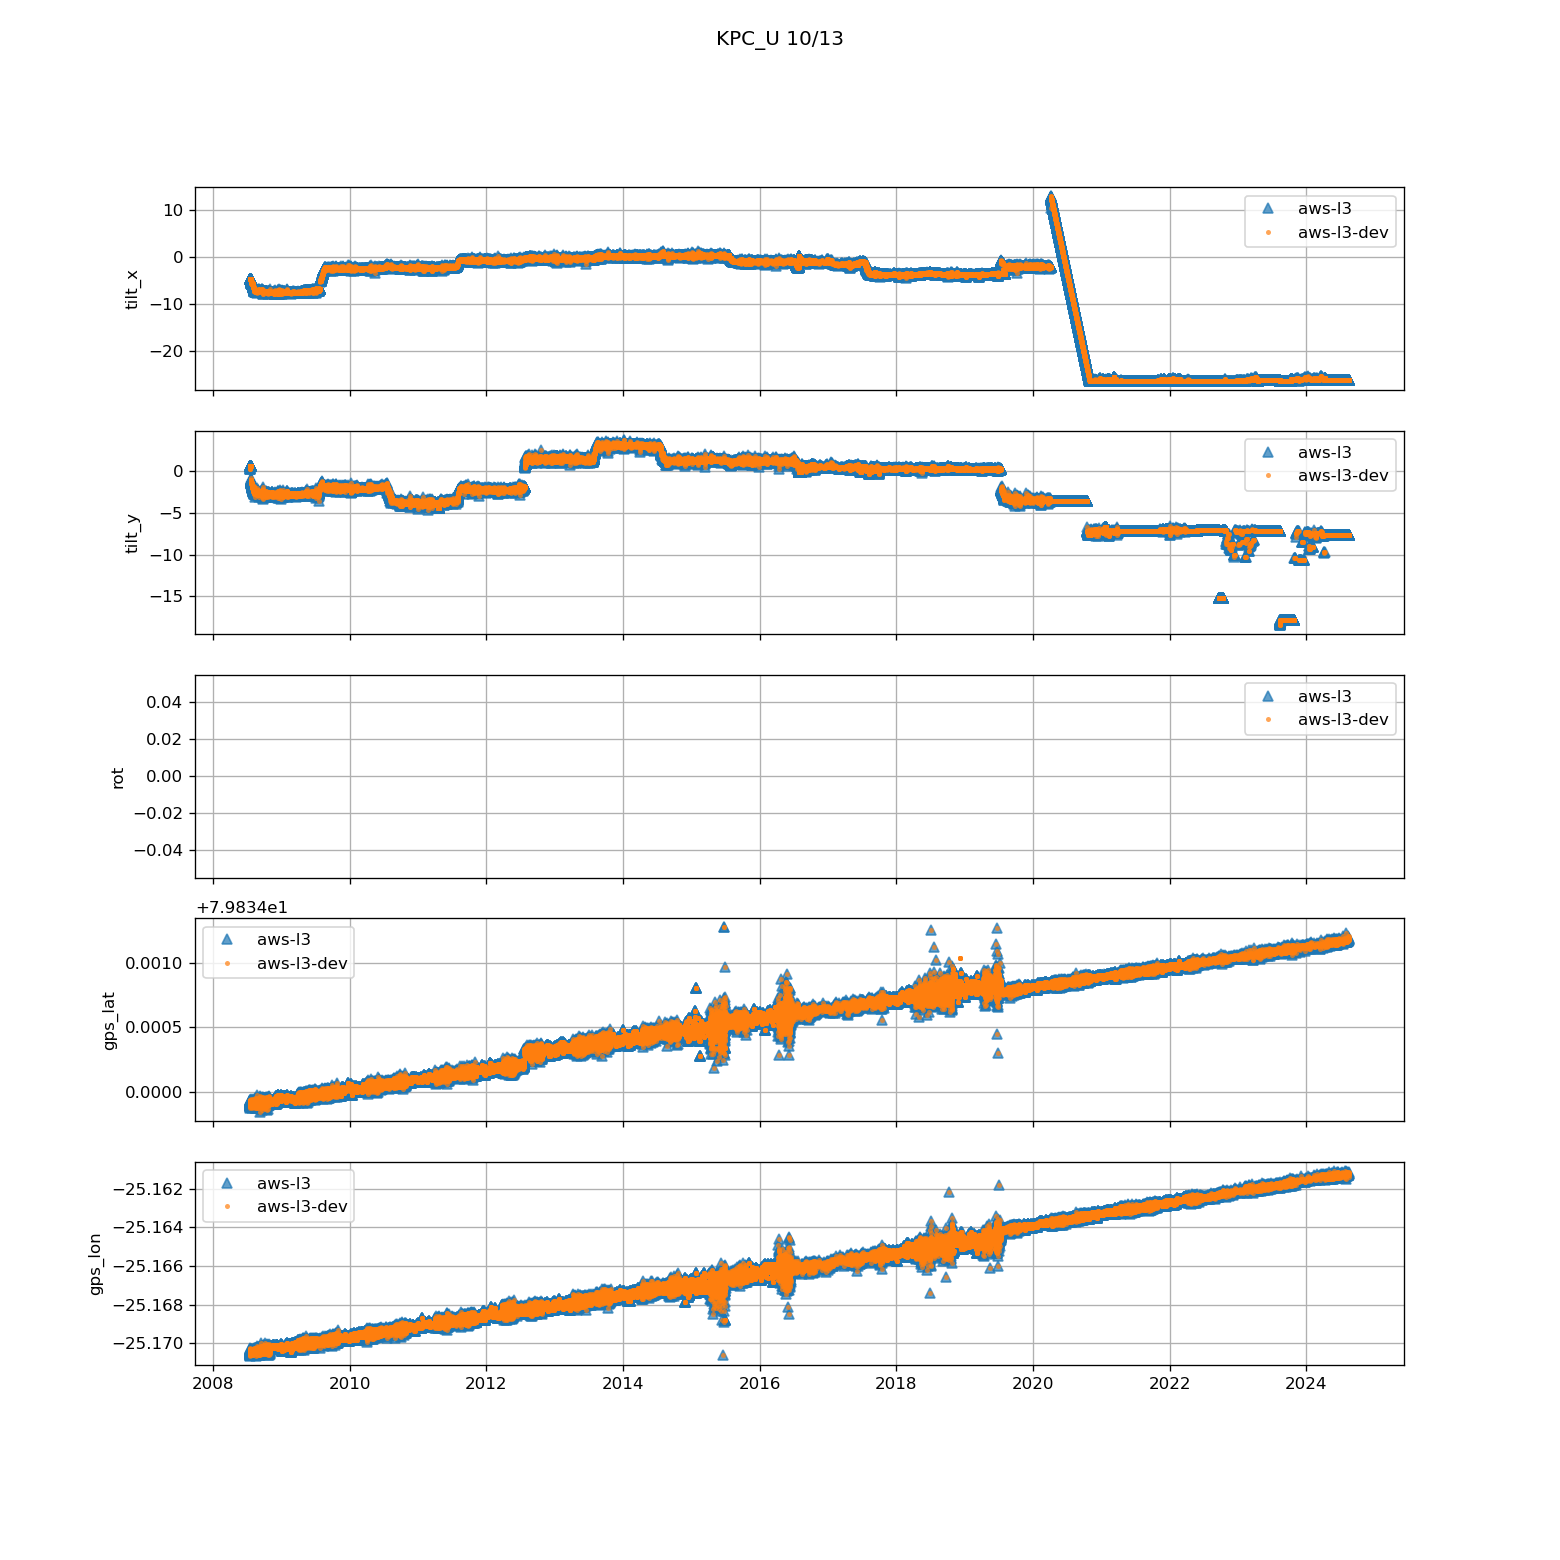 KPC_U 10/13
10
0
−10
−20
tilt_x
aws-l3
aws-l3-dev
0
−5
−10
−15
tilt_y
aws-l3
aws-l3-dev
0.04
0.02
0.00
−0.02
−0.04
rot
aws-l3
aws-l3-dev
+7.9834e1
0.0010
0.0005
0.0000
gps_lat
aws-l3
aws-l3-dev
−25.162
−25.164
−25.166
−25.168
−25.170
gps_lon
aws-l3
aws-l3-dev
2008 2010 2012 2014 2016 2018 2020 2022 2024